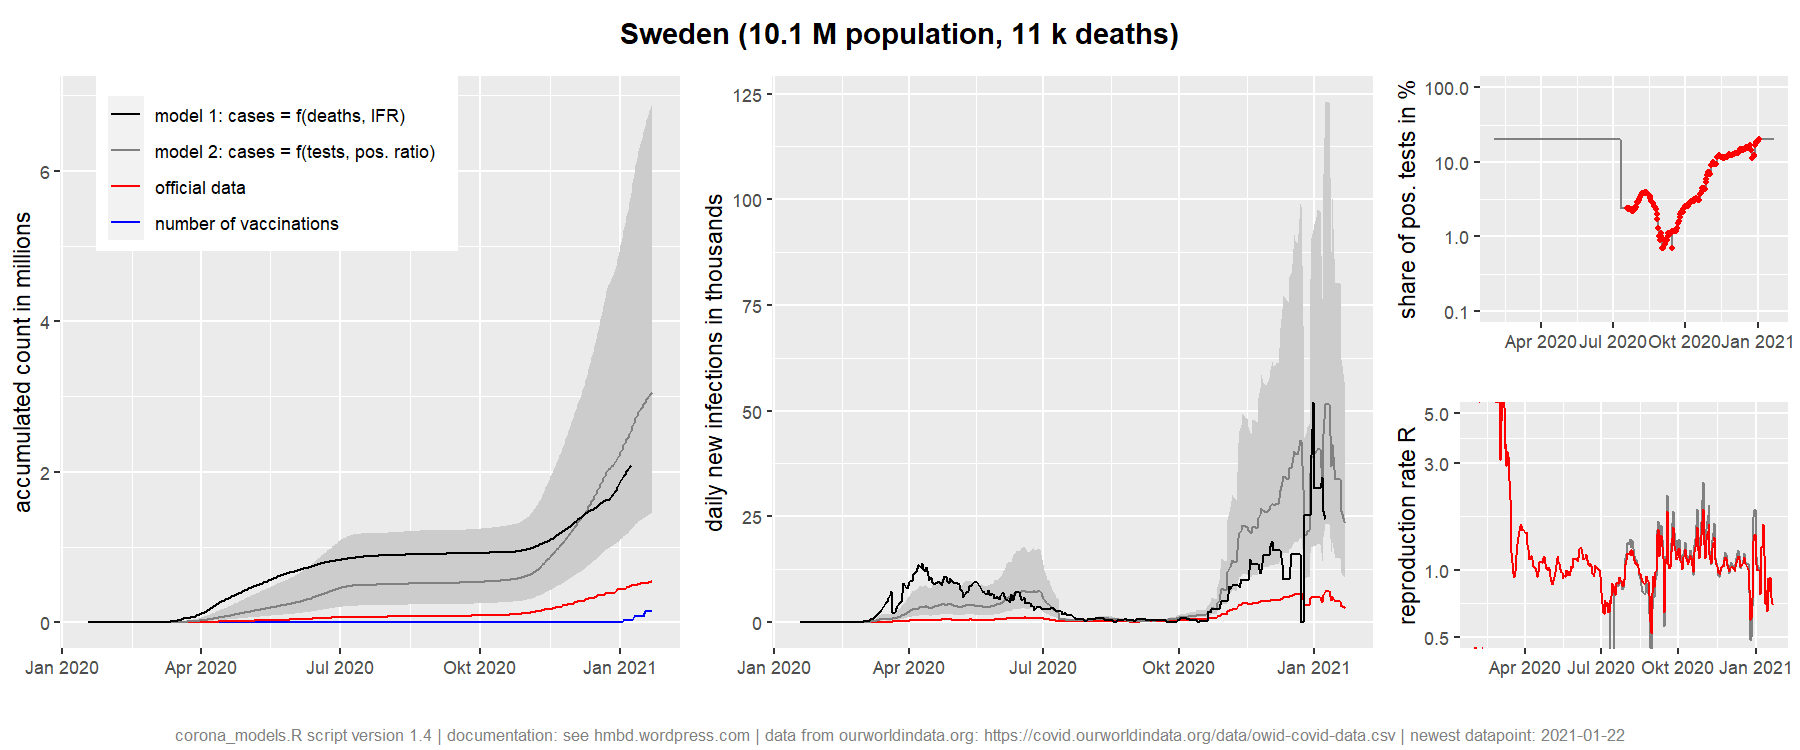 Sweden (10.1 M population, 11 k deaths)
accumulated count in millions
6
4
2
0
model 1: cases = f(deaths, IFR)
model 2: cases = f(tests, pos. ratio)
official data
number of vaccinations
Jan 2020 Apr 2020 Jul 2020 Okt 2020 Jan 2021
daily new infections in thousands
125
100
75
50
25
0
Jan 2020 Apr 2020 Jul 2020 Okt 2020 Jan 2021
share of pos. tests in %
100.0
10.0
1.0
0.1
Apr 2020 Jul 2020 Okt 2020 Jan 2021
reproduction rate R
5.0
3.0
1.0
0.5
Apr 2020 Jul 2020 Okt 2020 Jan 2021
corona_models.R script version 1.4 | documentation: see hmbd.wordpress.com | data from ourworldindata.org: https://covid.ourworldindata.org/data/owid-covid-data.csv | newest datapoint: 2021-01-22